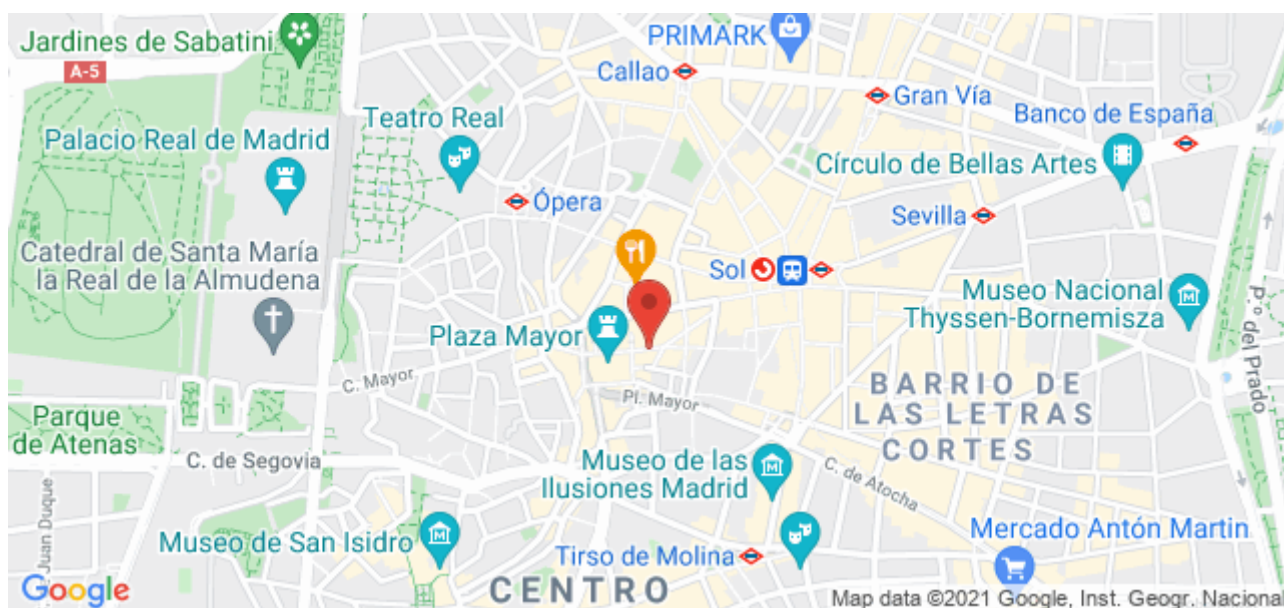 Jardines de Sabatini
A-5
PRIMARK
Callao
Gran Vía
Teatro Real
Banco de España
Palacio Real de Madrid
Círculo de Bellas Artes
Ópera
Sevilla
Catedral de Santa María
la Real de la Almudena
Sol
Museo Nacional
Thyssen-Bornemisza
P.º del Prado
Plaza Mayor
C. Mayor
BARRIO DE
LAS LETRAS
CORTES
Pl. Mayor
Parque
de Atenas
C. de Segovia
Museo de las
Ilusiones Madrid
C. de Atocha
Juan Duque
Museo de San Isidro
Tirso de Molina
Mercado Antón Martin
CENTRO
Google
Map data ©2021 Google, Inst. Geogr. Naciona